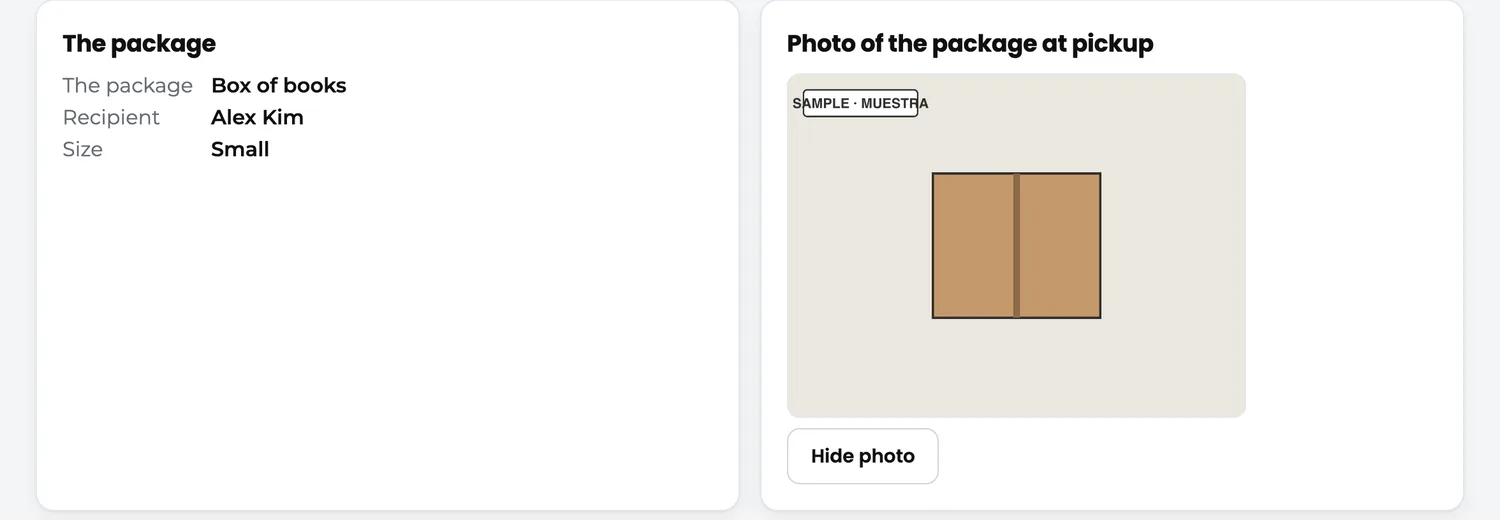 The package
The package Box of books
Recipient Alex Kim
Size Small
Photo of the package at pickup
SAMPLE · MUESTRA
Hide photo